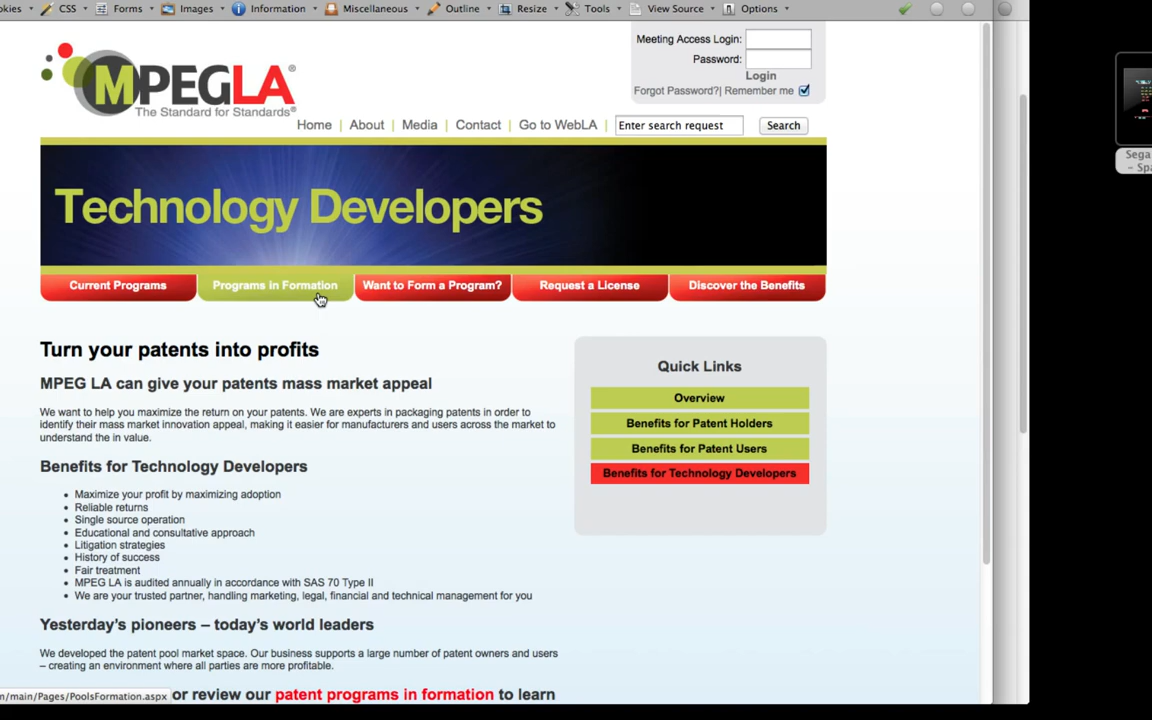 okies CSS Forms Images Information Miscellaneous Outline Resize Tools View Source Options
Meeting Access Login:
Password:
Login
Forgot Password?| Remember me
MPEGLA®
The Standard for Standards®
Home | About | Media | Contact | Go to WebLA | Enter search request Search
Technology Developers
Current Programs Programs in Formation Want to Form a Program? Request a License Discover the Benefits
Turn your patents into profits
MPEG LA can give your patents mass market appeal
We want to help you maximize the return on your patents. We are experts in packaging patents in order to
identify their mass market innovation appeal, making it easier for manufacturers and users across the market to
understand the in value.
Benefits for Technology Developers
• Maximize your profit by maximizing adoption
• Reliable returns
• Single source operation
• Educational and consultative approach
• Litigation strategies
• History of success
• Fair treatment
• MPEG LA is audited annually in accordance with SAS 70 Type II
• We are your trusted partner, handling marketing, legal, financial and technical management for you
Yesterday's pioneers – today's world leaders
We developed the patent pool market space. Our business supports a large number of patent owners and users
– creating an environment where all parties are more profitable.
or review our patent programs in formation to learn
m/main/Pages/PoolsFormation.aspx
Quick Links
Overview
Benefits for Patent Holders
Benefits for Patent Users
Benefits for Technology Developers
Sega
– Spa